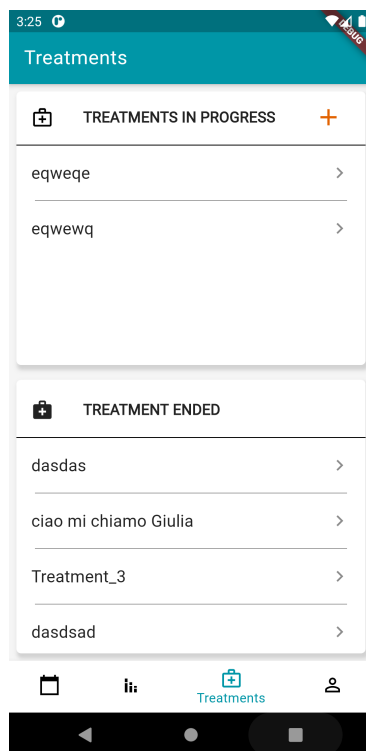 3:25
DEBUG
Treatments
TREATMENTS IN PROGRESS
eqweqe
eqwewq
TREATMENT ENDED
dasdas
ciao mi chiamo Giulia
Treatment_3
dasdsad
Treatments